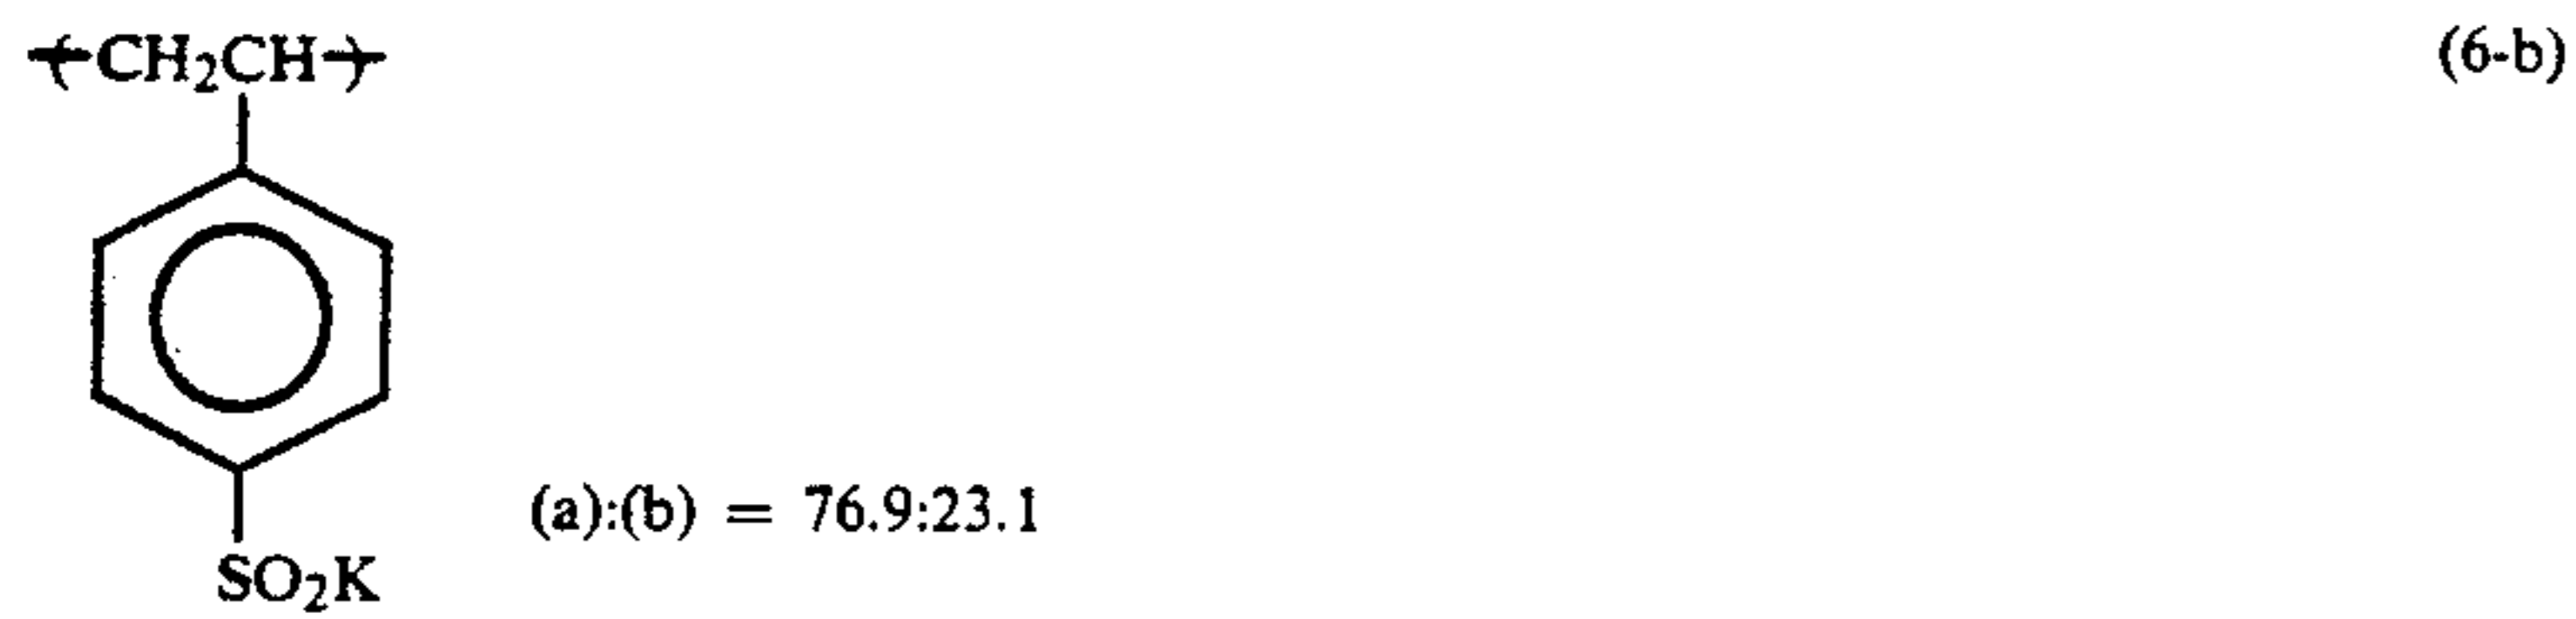 (CH₂CH) (6-b)
(a):(b) = 76.9:23.1
SO₂K